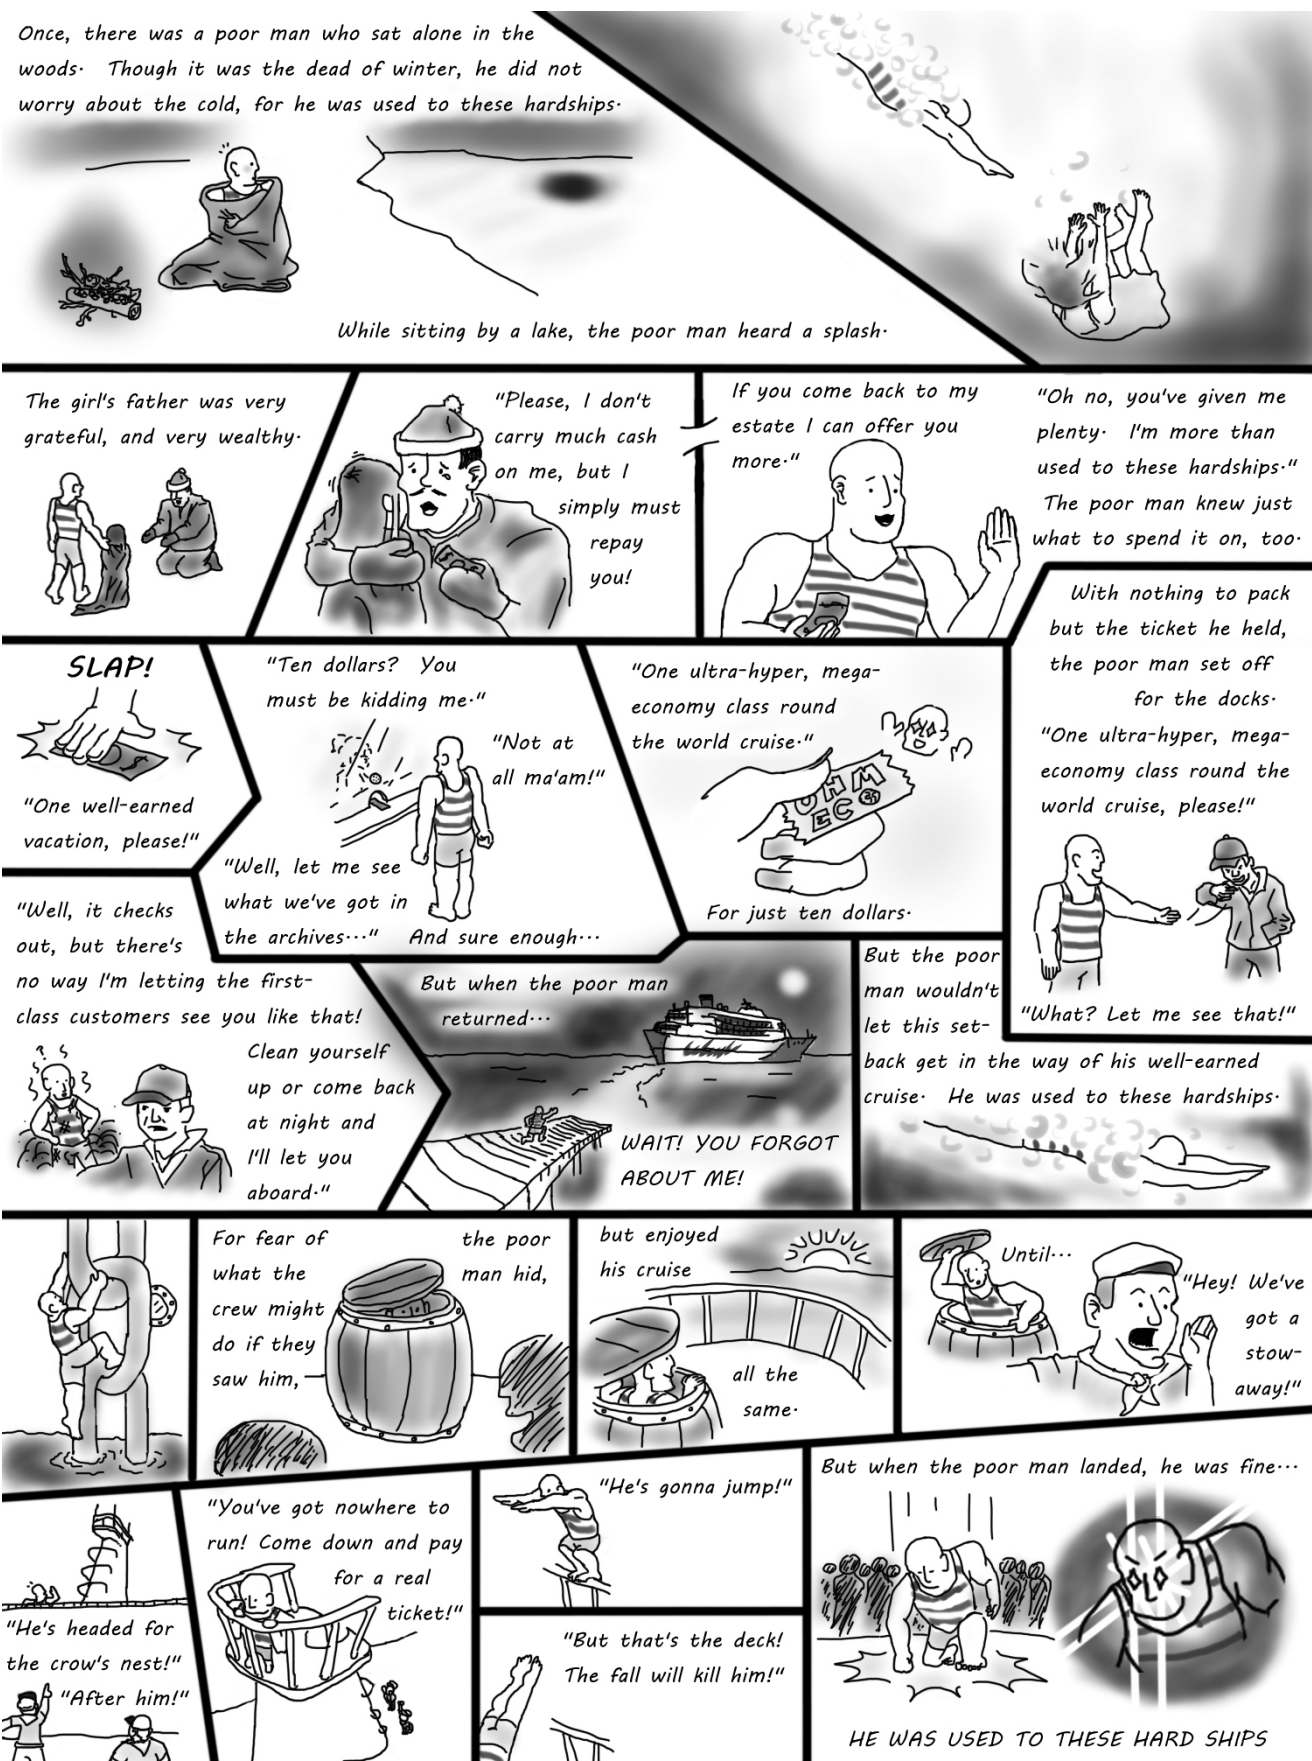 Once, there was a poor man who sat alone in the
woods. Though it was the dead of winter, he did not
worry about the cold, for he was used to these hardships.
While sitting by a lake, the poor man heard a splash.
The girl's father was very
grateful, and very wealthy.
"Please, I don't
carry much cash
on me, but I
simply must
repay
you!
If you come back to my
estate I can offer you
more."
"Oh no, you've given me
plenty. I'm more than
used to these hardships."
The poor man knew just
what to spend it on, too.
SLAP!
"One well-earned
vacation, please!"
"Ten dollars? You
must be kidding me."
"Not at
all ma'am!"
"Well, let me see
what we've got in
the archives..."
And sure enough...
"One ultra-hyper, mega-
economy class round
the world cruise."
UHM
EC
For just ten dollars.
With nothing to pack
but the ticket he held,
the poor man set off
for the docks.
"One ultra-hyper, mega-
economy class round the
world cruise, please!"
"What? Let me see that!"
"Well, it checks
out, but there's
no way I'm letting the first-
class customers see you like that!
Clean yourself
up or come back
at night and
I'll let you
aboard."
But when the poor man
returned...
WAIT! YOU FORGOT
ABOUT ME!
But the poor
man wouldn't
let this set-
back get in the way of his well-earned
cruise. He was used to these hardships.
For fear of
what the
crew might
do if they
saw him,
the poor
man hid,
but enjoyed
his cruise
all the
same.
Until...
"Hey! We've
got a
stow-
away!"
"He's headed for
the crow's nest!"
"After him!"
"You've got nowhere to
run! Come down and pay
for a real
ticket!"
"He's gonna jump!"
"But that's the deck!
The fall will kill him!"
But when the poor man landed, he was fine...
HE WAS USED TO THESE HARD SHIPS